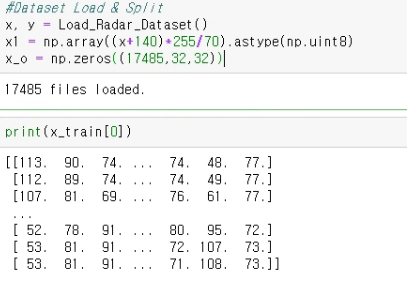 #Dataset Load & Split
x, y = Load_Radar_Dataset()
x1 = np.array((x+140)*255/70).astype(np.uint8)
x_o = np.zeros((17485,32,32))
17485 files loaded.
print(x_train[0])
[[113. 90. 74. ... 74. 48. 77.]
[112. 89. 74. ... 74. 49. 77.]
[107. 81. 69. ... 76. 61. 77.]
...
[ 52. 78. 91. ... 80. 95. 72.]
[ 53. 81. 91. ... 72. 107. 73.]
[ 53. 81. 91. ... 71. 108. 73.]]